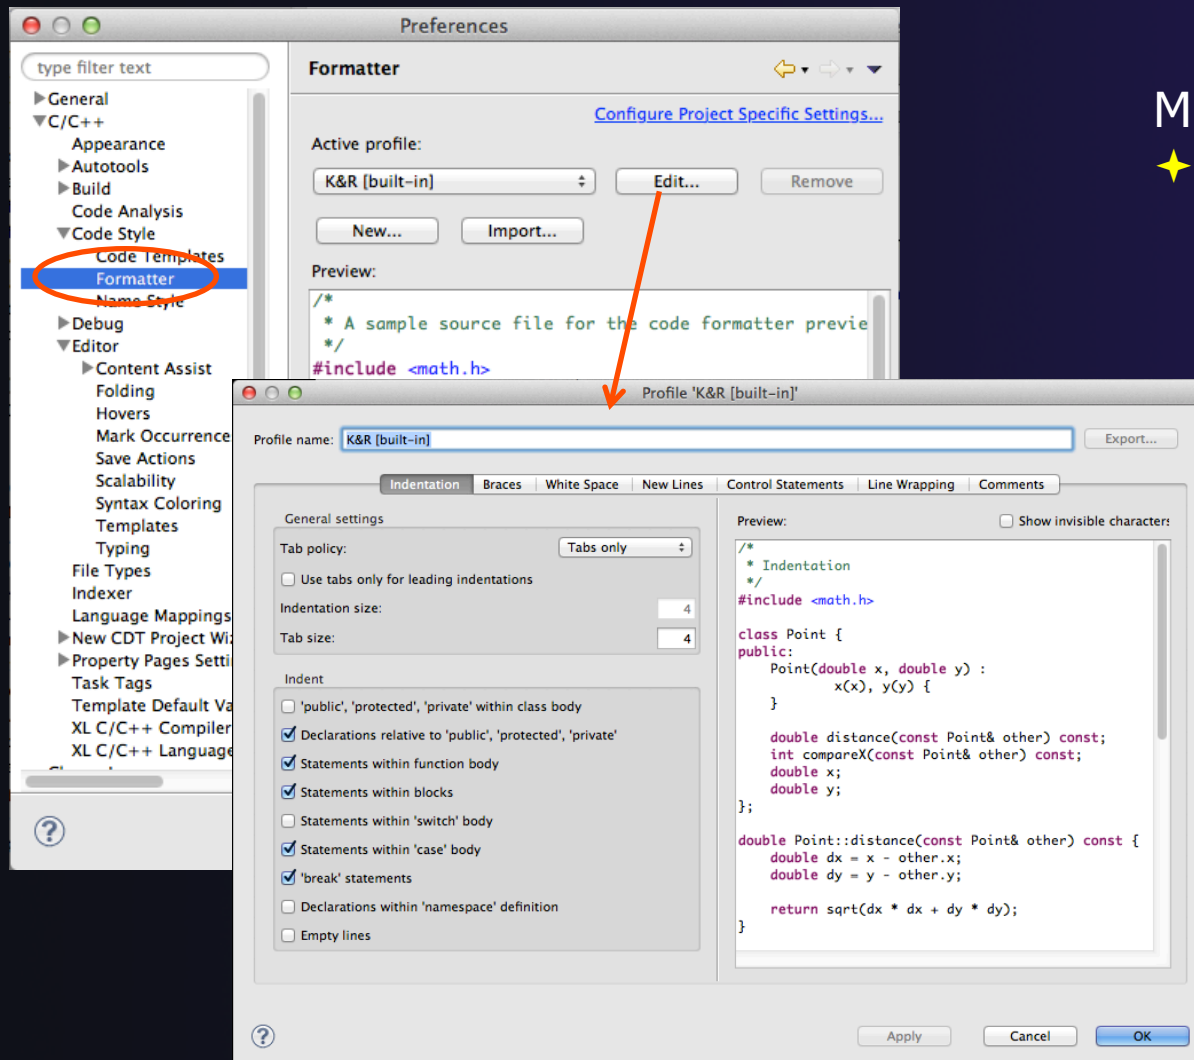 Preferences
type filter text
General
C/C++
Appearance
Autotools
Build
Code Analysis
Code Style
Code Templates
Formatter
Name Style
Debug
Editor
Content Assist
Folding
Hovers
Mark Occurrence
Save Actions
Scalability
Syntax Coloring
Templates
Typing
File Types
Indexer
Language Mappings
New CDT Project Wi
Property Pages Setti
Task Tags
Template Default Va
XL C/C++ Compiler
XL C/C++ Language
Formatter
Configure Project Specific Settings...
Active profile:
K&R [built-in]
Edit...
Remove
New...
Import...
Preview:
/*
* A sample source file for the code formatter previe
*/
#include <math.h>
M
Profile 'K&R [built-in]'
Profile name: K&R [built-in]
Export...
Indentation Braces White Space New Lines Control Statements Line Wrapping Comments
General settings
Tab policy: Tabs only
Use tabs only for leading indentations
Indentation size: 4
Tab size: 4
Indent
'public', 'protected', 'private' within class body
Declarations relative to 'public', 'protected', 'private'
Statements within function body
Statements within blocks
Statements within 'switch' body
Statements within 'case' body
'break' statements
Declarations within 'namespace' definition
Empty lines
Preview:
Show invisible characters
/*
* Indentation
*/
#include <math.h>
class Point {
public:
Point(double x, double y) :
x(x), y(y) {
}
double distance(const Point& other) const;
int compareX(const Point& other) const;
double x;
double y;
};
double Point::distance(const Point& other) const {
double dx = x - other.x;
double dy = y - other.y;
return sqrt(dx * dx + dy * dy);
}
?
?
Apply
Cancel
OK